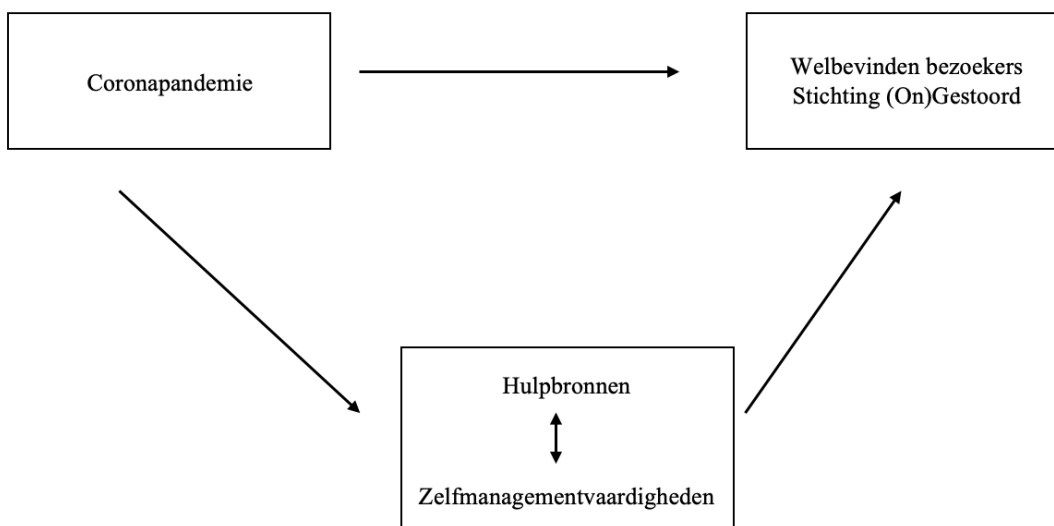 Coronapandemie
Welbevinden bezoekers
Stichting (On)Gestoord
Hulpbronnen
Zelfmanagementvaardigheden